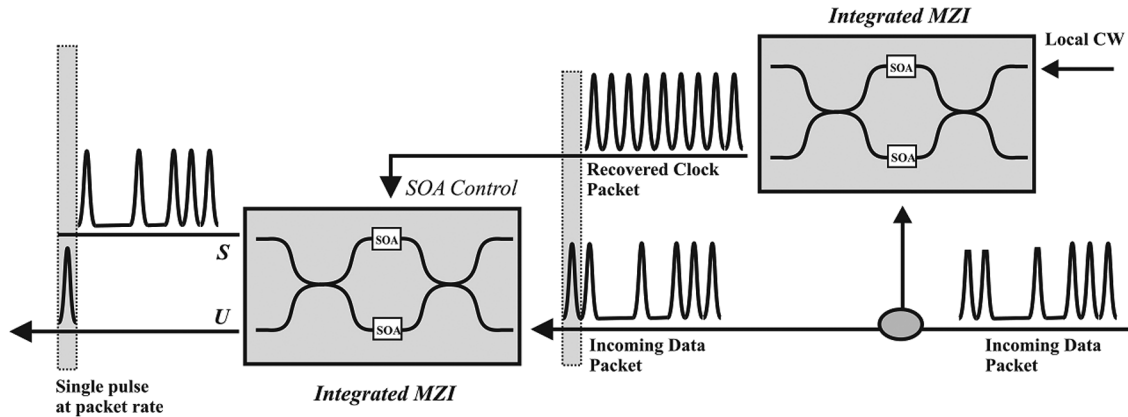 Integrated MZI
Local CW
SOA
SOA
Recovered Clock
Packet
SOA Control
S
U
SOA
SOA
Incoming Data
Packet
Incoming Data
Packet
Single pulse
at packet rate
Integrated MZI